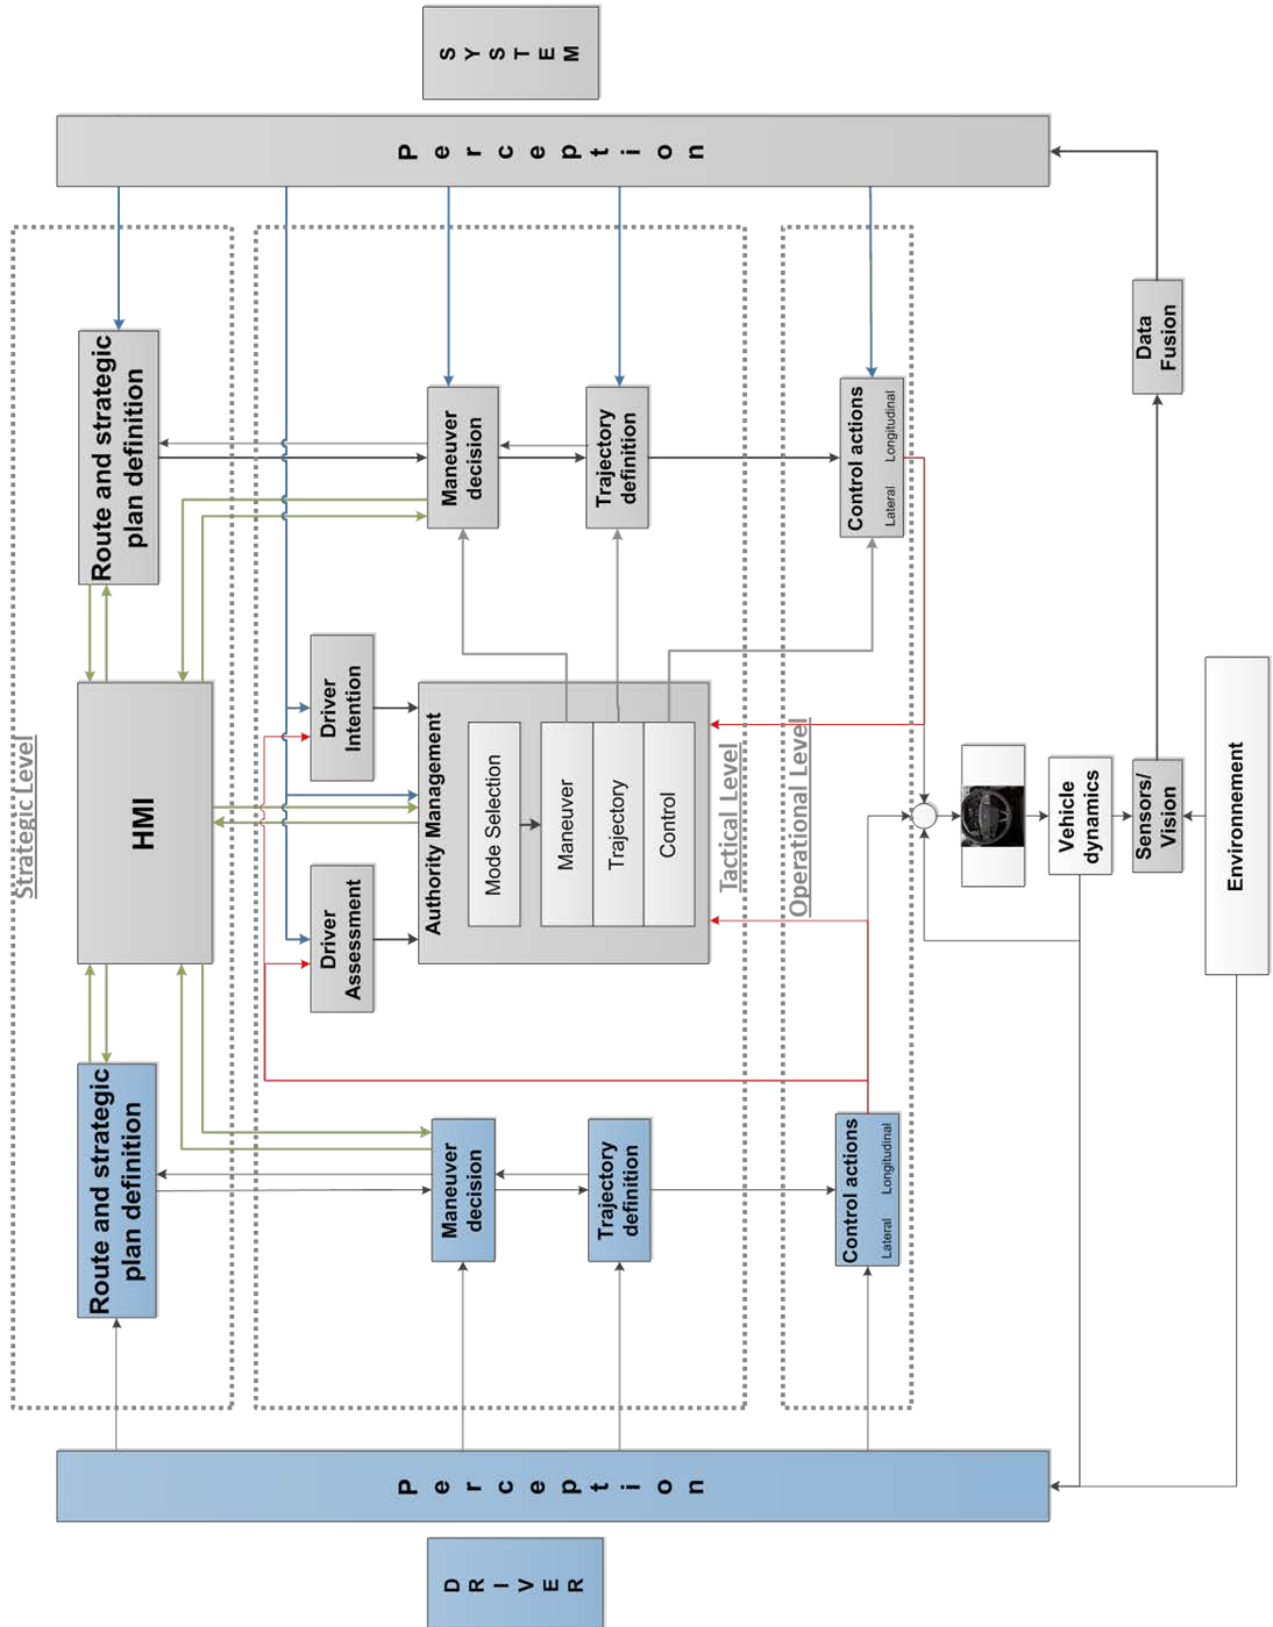 DRIVER
Perception
Strategic Level
Route and strategic
plan definition
HMI
Route and strategic
plan definition
Driver
Assessment
Driver
Intention
Maneuver
decision
Authority Management
Mode Selection
Maneuver
Trajectory
Control
Maneuver
decision
Trajectory
definition
Trajectory
definition
Tactical Level
Operational Level
Control actions
Lateral Longitudinal
Control actions
Lateral Longitudinal
Vehicle
dynamics
Sensors/
Vision
Data
Fusion
Environnement
Perception
SYSTEM